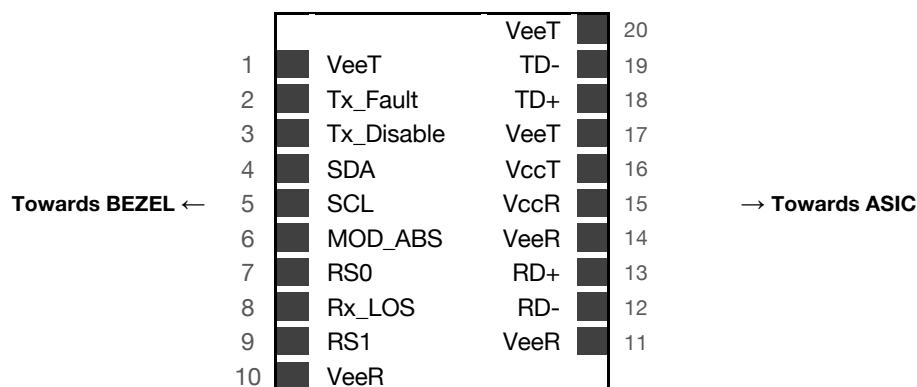 VeeT 20
1 VeeT TD- 19
2 Tx_Fault TD+ 18
3 Tx_Disable VeeT 17
4 SDA VccT 16
Towards BEZEL ← 5 SCL VccR 15 → Towards ASIC
6 MOD_ABS VeeR 14
7 RS0 RD+ 13
8 Rx_LOS RD- 12
9 RS1 VeeR 11
10 VeeR